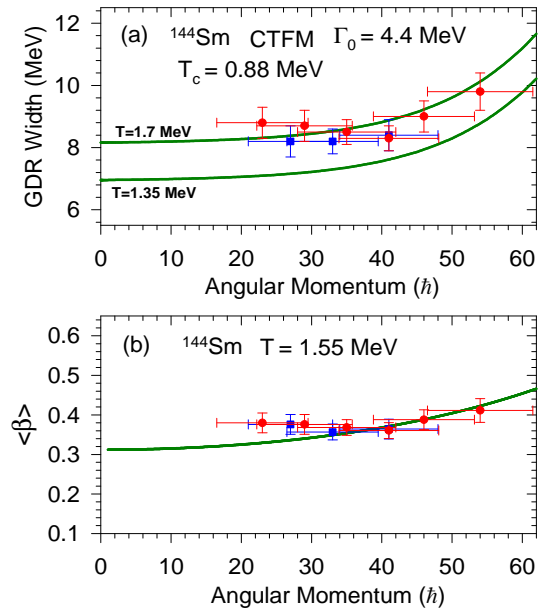 (a) ¹⁴⁴Sm CTFM Γ₀ = 4.4 MeV
T_c = 0.88 MeV
GDR Width (MeV)
12
10
8
6
T=1.7 MeV
T=1.35 MeV
0 10 20 30 40 50 60
Angular Momentum (ℏ)
(b) ¹⁴⁴Sm T = 1.55 MeV
<β>
0.6
0.5
0.4
0.3
0.2
0.1
0 10 20 30 40 50 60
Angular Momentum (ℏ)